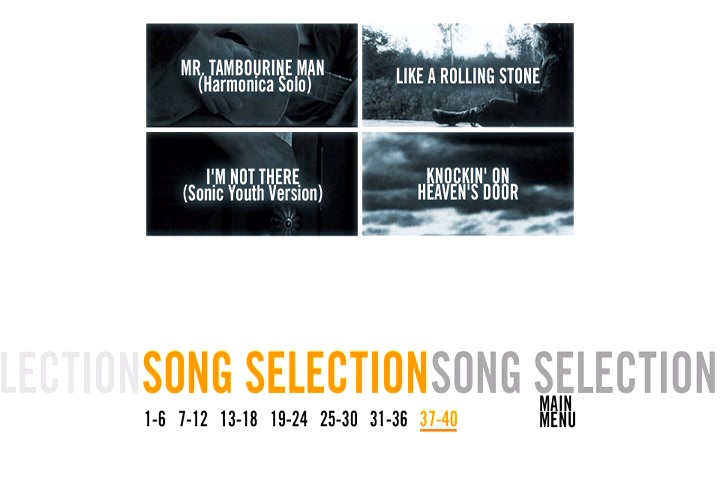 MR. TAMBOURINE MAN
(Harmonica Solo)
LIKE A ROLLING STONE
I'M NOT THERE
(Sonic Youth Version)
KNOCKIN' ON
HEAVEN'S DOOR
LECTION SONG SELECTION SONG SELECTION
1-6 7-12 13-18 19-24 25-30 31-36 37-40
MAIN
MENU